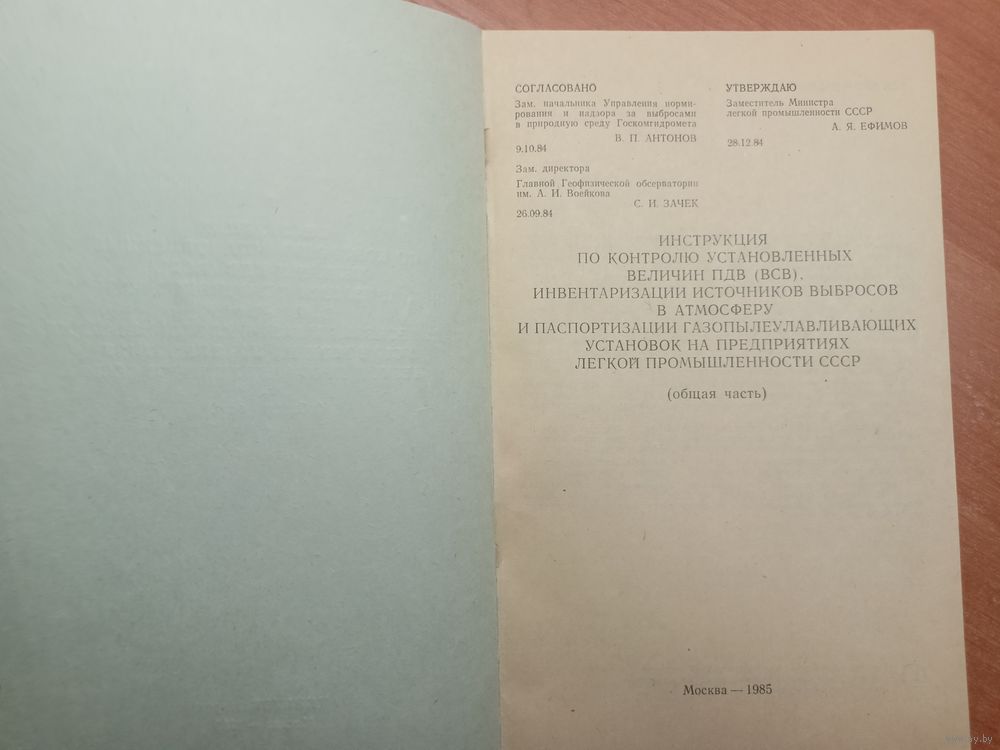 СОГЛАСОВАНО
Зам. начальника Управления норми-
рования и надзора за выбросами
в природную среду Госкомгидромета
В. П. АНТОНОВ
9.10.84
Зам. директора
Главной Геофизической обсерватории
им. А. И. Воейкова
С. И. ЗАЧЕК
26.09.84
УТВЕРЖДАЮ
Заместитель Министра
легкой промышленности СССР
А. Я. ЕФИМОВ
28.12.84
ИНСТРУКЦИЯ
ПО КОНТРОЛЮ УСТАНОВЛЕННЫХ
ВЕЛИЧИН ПДВ (ВСВ),
ИНВЕНТАРИЗАЦИИ ИСТОЧНИКОВ ВЫБРОСОВ
В АТМОСФЕРУ
И ПАСПОРТИЗАЦИИ ГАЗОПЫЛЕУЛАВЛИВАЮЩИХ
УСТАНОВОК НА ПРЕДПРИЯТИЯХ
ЛЕГКОЙ ПРОМЫШЛЕННОСТИ СССР
(общая часть)
Москва — 1985